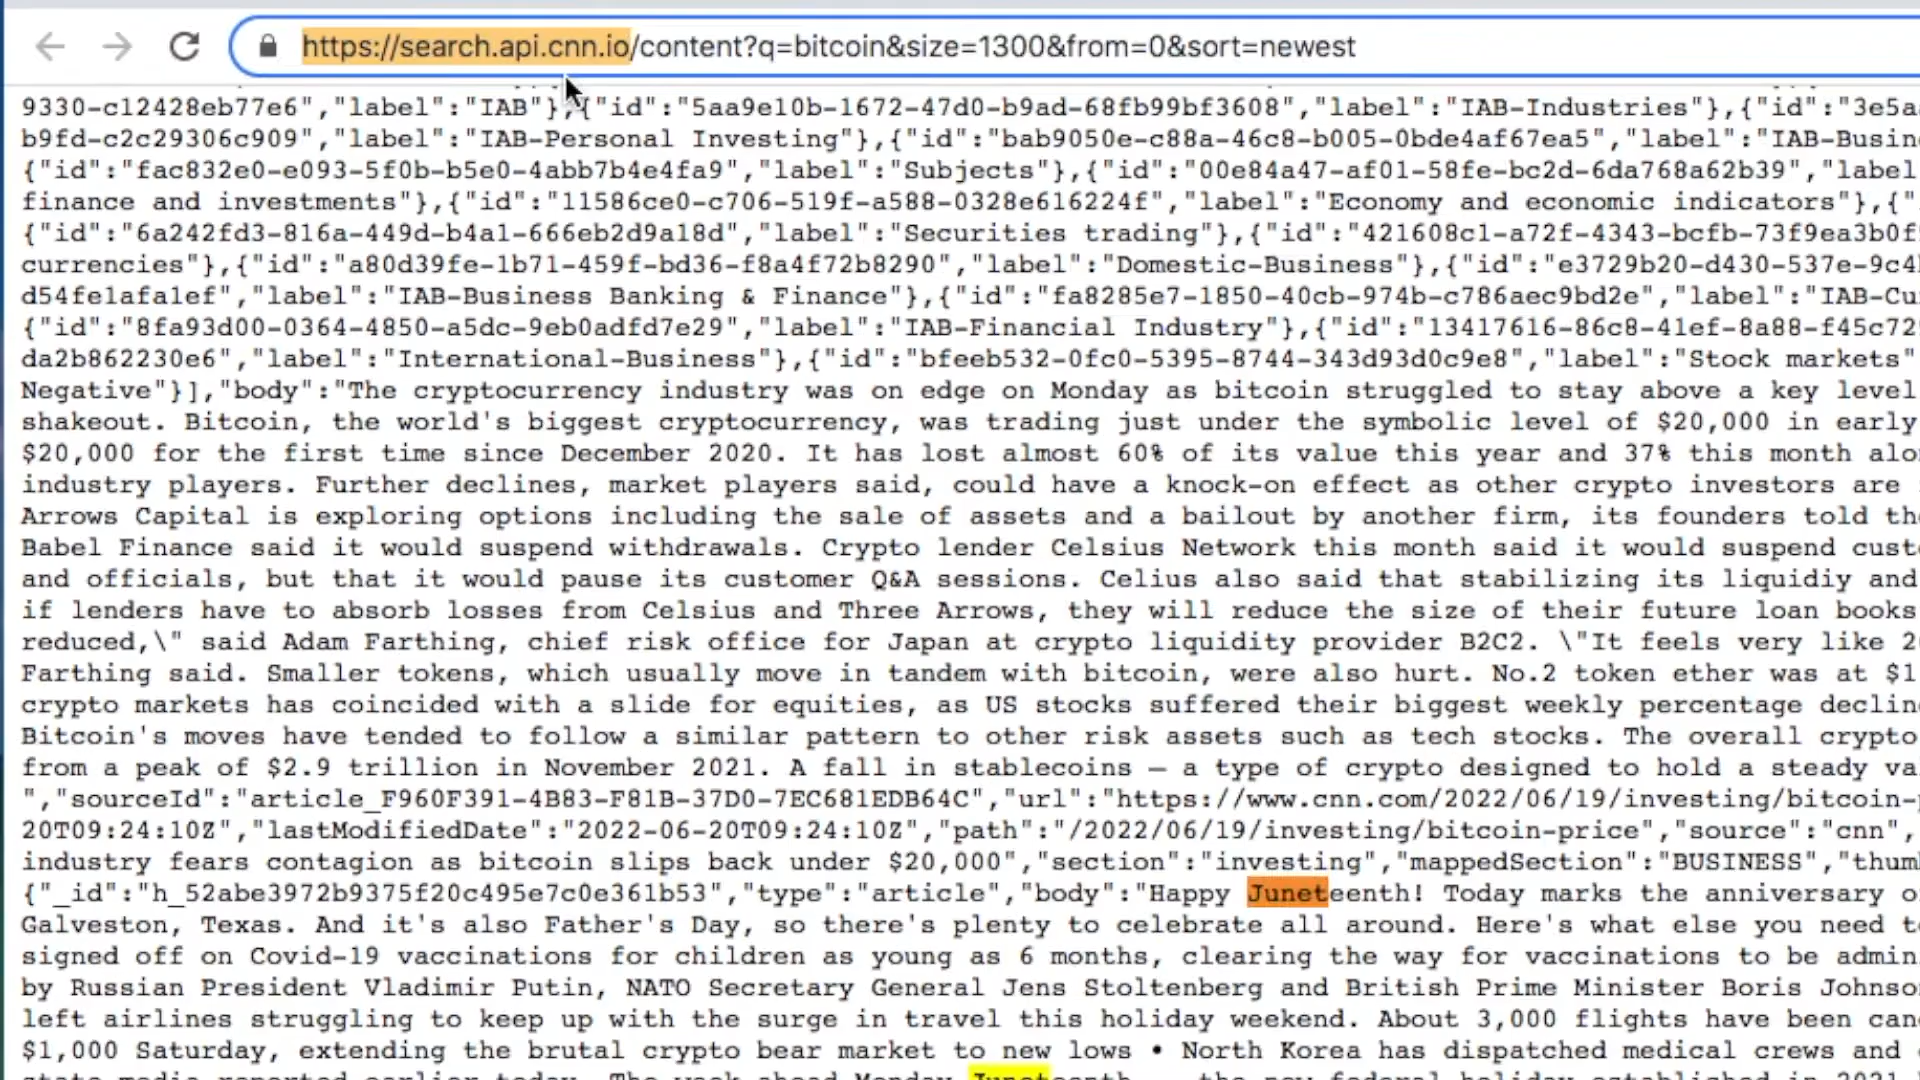 https://search.api.cnn.io/content?q=bitcoin&size=1300&from=0&sort=newest
9330-c12428eb77e6","label":"IAB"},{"id":"5aa9e10b-1672-47d0-b9ad-68fb99bf3608","label":"IAB-Industries"},{"id":"3e5a
b9fd-c2c29306c909","label":"IAB-Personal Investing"},{"id":"bab9050e-c88a-46c8-b005-0bde4af67ea5","label":"IAB-Busin
{"id":"fac832e0-e093-5f0b-b5e0-4abb7b4e4fa9","label":"Subjects"},{"id":"00e84a47-af01-58fe-bc2d-6da768a62b39","label
finance and investments"},{"id":"11586ce0-c706-519f-a588-0328e616224f","label":"Economy and economic indicators"},{"
{"id":"6a242fd3-816a-449d-b4a1-666eb2d9a18d","label":"Securities trading"},{"id":"421608c1-a72f-4343-bcfb-73f9ea3b0f
currencies"},{"id":"a80d39fe-1b71-459f-bd36-f8a4f72b8290","label":"Domestic-Business"},{"id":"e3729b20-d430-537e-9c4
d54fe1afa1ef","label":"IAB-Business Banking & Finance"},{"id":"fa8285e7-1850-40cb-974b-c786aec9bd2e","label":"IAB-Cu
{"id":"8fa93d00-0364-4850-a5dc-9eb0adfd7e29","label":"IAB-Financial Industry"},{"id":"13417616-86c8-41ef-8a88-f45c72
da2b862230e6","label":"International-Business"},{"id":"bfeeb532-0fc0-5395-8744-343d93d0c9e8","label":"Stock markets"
Negative"}],"body":"The cryptocurrency industry was on edge on Monday as bitcoin struggled to stay above a key level
shakeout. Bitcoin, the world's biggest cryptocurrency, was trading just under the symbolic level of $20,000 in early
$20,000 for the first time since December 2020. It has lost almost 60% of its value this year and 37% this month alo
industry players. Further declines, market players said, could have a knock-on effect as other crypto investors are
Arrows Capital is exploring options including the sale of assets and a bailout by another firm, its founders told th
Babel Finance said it would suspend withdrawals. Crypto lender Celsius Network this month said it would suspend cust
and officials, but that it would pause its customer Q&A sessions. Celius also said that stabilizing its liquidiy and
if lenders have to absorb losses from Celsius and Three Arrows, they will reduce the size of their future loan books
reduced,\" said Adam Farthing, chief risk office for Japan at crypto liquidity provider B2C2. \"It feels very like 2
Farthing said. Smaller tokens, which usually move in tandem with bitcoin, were also hurt. No.2 token ether was at $1
crypto markets has coincided with a slide for equities, as US stocks suffered their biggest weekly percentage declin
Bitcoin's moves have tended to follow a similar pattern to other risk assets such as tech stocks. The overall crypto
from a peak of $2.9 trillion in November 2021. A fall in stablecoins — a type of crypto designed to hold a steady va
","sourceId":"article_F960F391-4B83-F81B-37D0-7EC681EDB64C","url":"https://www.cnn.com/2022/06/19/investing/bitcoin-
20T09:24:10Z","lastModifiedDate":"2022-06-20T09:24:10Z","path":"/2022/06/19/investing/bitcoin-price","source":"cnn",
industry fears contagion as bitcoin slips back under $20,000","section":"investing","mappedSection":"BUSINESS","thum
{"_id":"h_52abe3972b9375f20c495e7c0e361b53","type":"article","body":"Happy Juneteenth! Today marks the anniversary o
Galveston, Texas. And it's also Father's Day, so there's plenty to celebrate all around. Here's what else you need t
signed off on Covid-19 vaccinations for children as young as 6 months, clearing the way for vaccinations to be admin
by Russian President Vladimir Putin, NATO Secretary General Jens Stoltenberg and British Prime Minister Boris Johnso
left airlines struggling to keep up with the surge in travel this holiday weekend. About 3,000 flights have been can
$1,000 Saturday, extending the brutal crypto bear market to new lows • North Korea has dispatched medical crews and